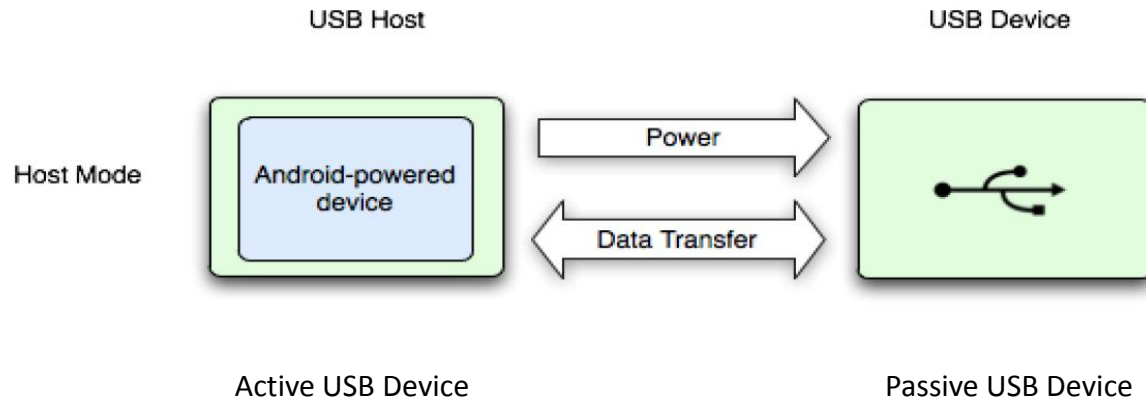 USB Host
USB Device
Host Mode
Android-powered
device
Power
Data Transfer
Active USB Device
Passive USB Device